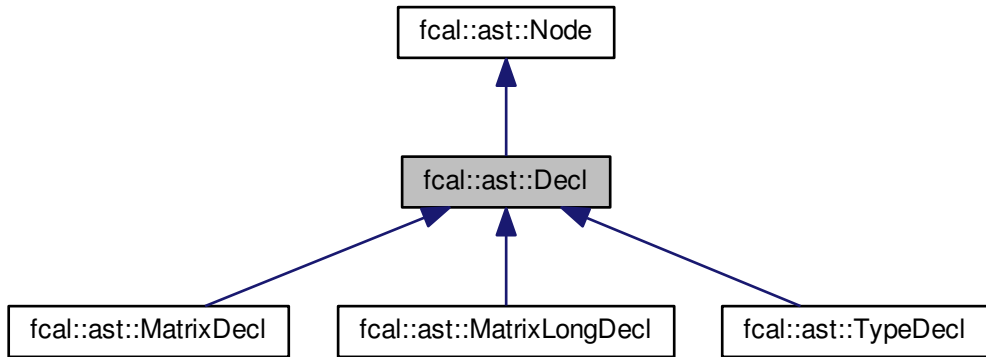 fcal::ast::Node
fcal::ast::Decl
fcal::ast::MatrixDecl
fcal::ast::MatrixLongDecl
fcal::ast::TypeDecl